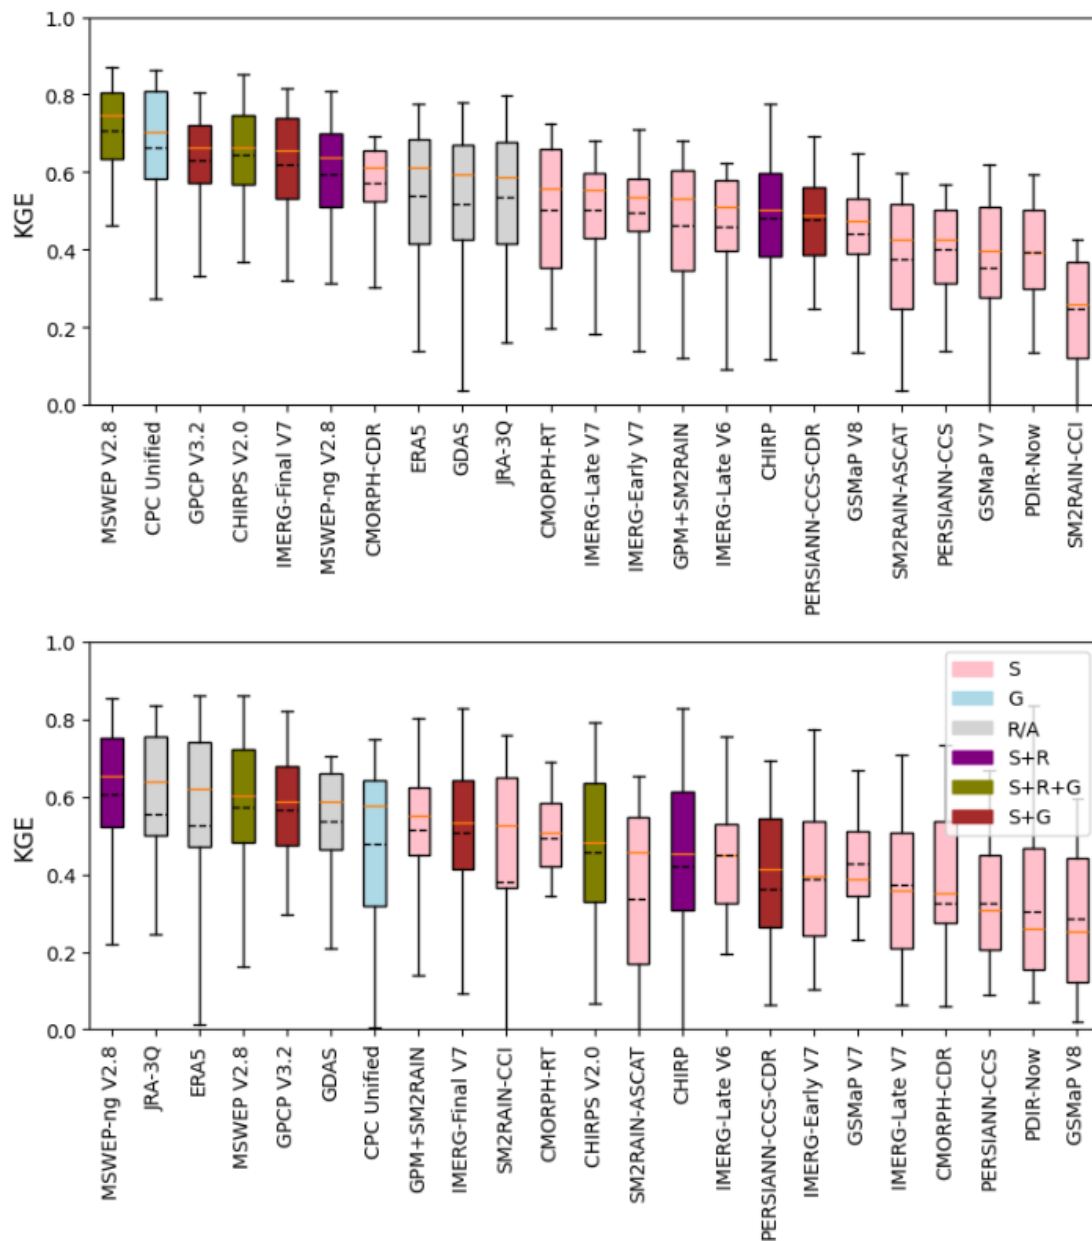 1.0
0.8
0.6
0.4
0.2
0.0
KGE
MSWEP V2.8
CPC Unified
GPCP V3.2
CHIRPS V2.0
IMERG-Final V7
MSWEP-ng V2.8
CMORPH-CDR
ERA5
GDAS
JRA-3Q
CMORPH-RT
IMERG-Late V7
IMERG-Early V7
GPM+SM2RAIN
IMERG-Late V6
CHIRP
PERSIANN-CCS-CDR
GSMaP V8
SM2RAIN-ASCAT
PERSIANN-CCS
GSMaP V7
PDIR-Now
SM2RAIN-CCI
1.0
0.8
0.6
0.4
0.2
0.0
KGE
S
G
R/A
S+R
S+R+G
S+G
MSWEP-ng V2.8
JRA-3Q
ERA5
MSWEP V2.8
GPCP V3.2
GDAS
CPC Unified
GPM+SM2RAIN
IMERG-Final V7
SM2RAIN-CCI
CMORPH-RT
CHIRPS V2.0
SM2RAIN-ASCAT
CHIRP
IMERG-Late V6
PERSIANN-CCS-CDR
IMERG-Early V7
GSMaP V7
IMERG-Late V7
CMORPH-CDR
PERSIANN-CCS
PDIR-Now
GSMaP V8